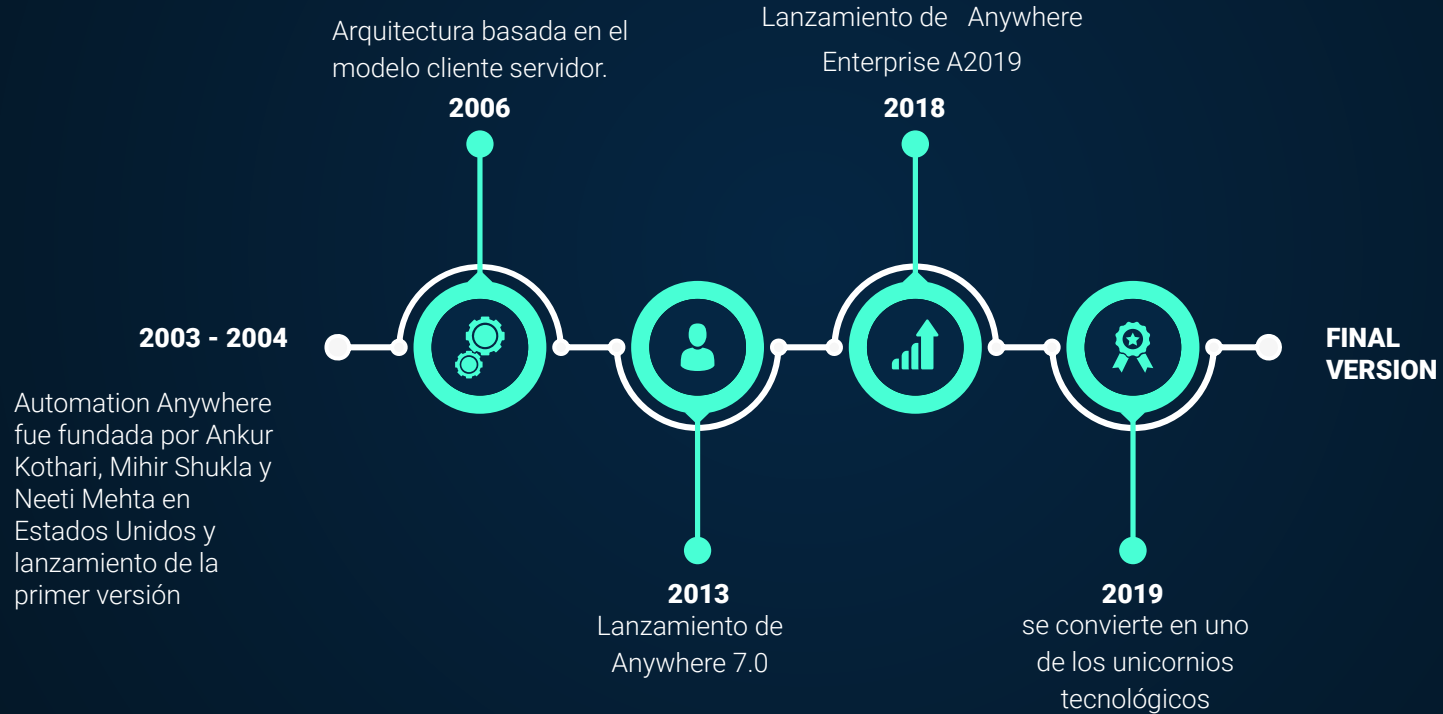 2003 - 2004
Automation Anywhere
fue fundada por Ankur
Kothari, Mihir Shukla y
Neeti Mehta en
Estados Unidos y
lanzamiento de la
primer versión
Arquitectura basada en el
modelo cliente servidor.
2006
2013
Lanzamiento de
Anywhere 7.0
Lanzamiento de Anywhere
Enterprise A2019
2018
2019
se convierte en uno
de los unicornios
tecnológicos
FINAL
VERSION